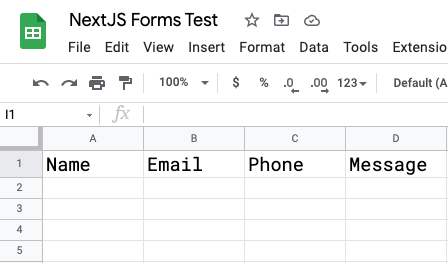 NextJS Forms Test
File Edit View Insert Format Data Tools Extensio
100% $ % .0 .00 123 Default (A
I1 fx
A B C D
1 Name Email Phone Message
2
3
4
5